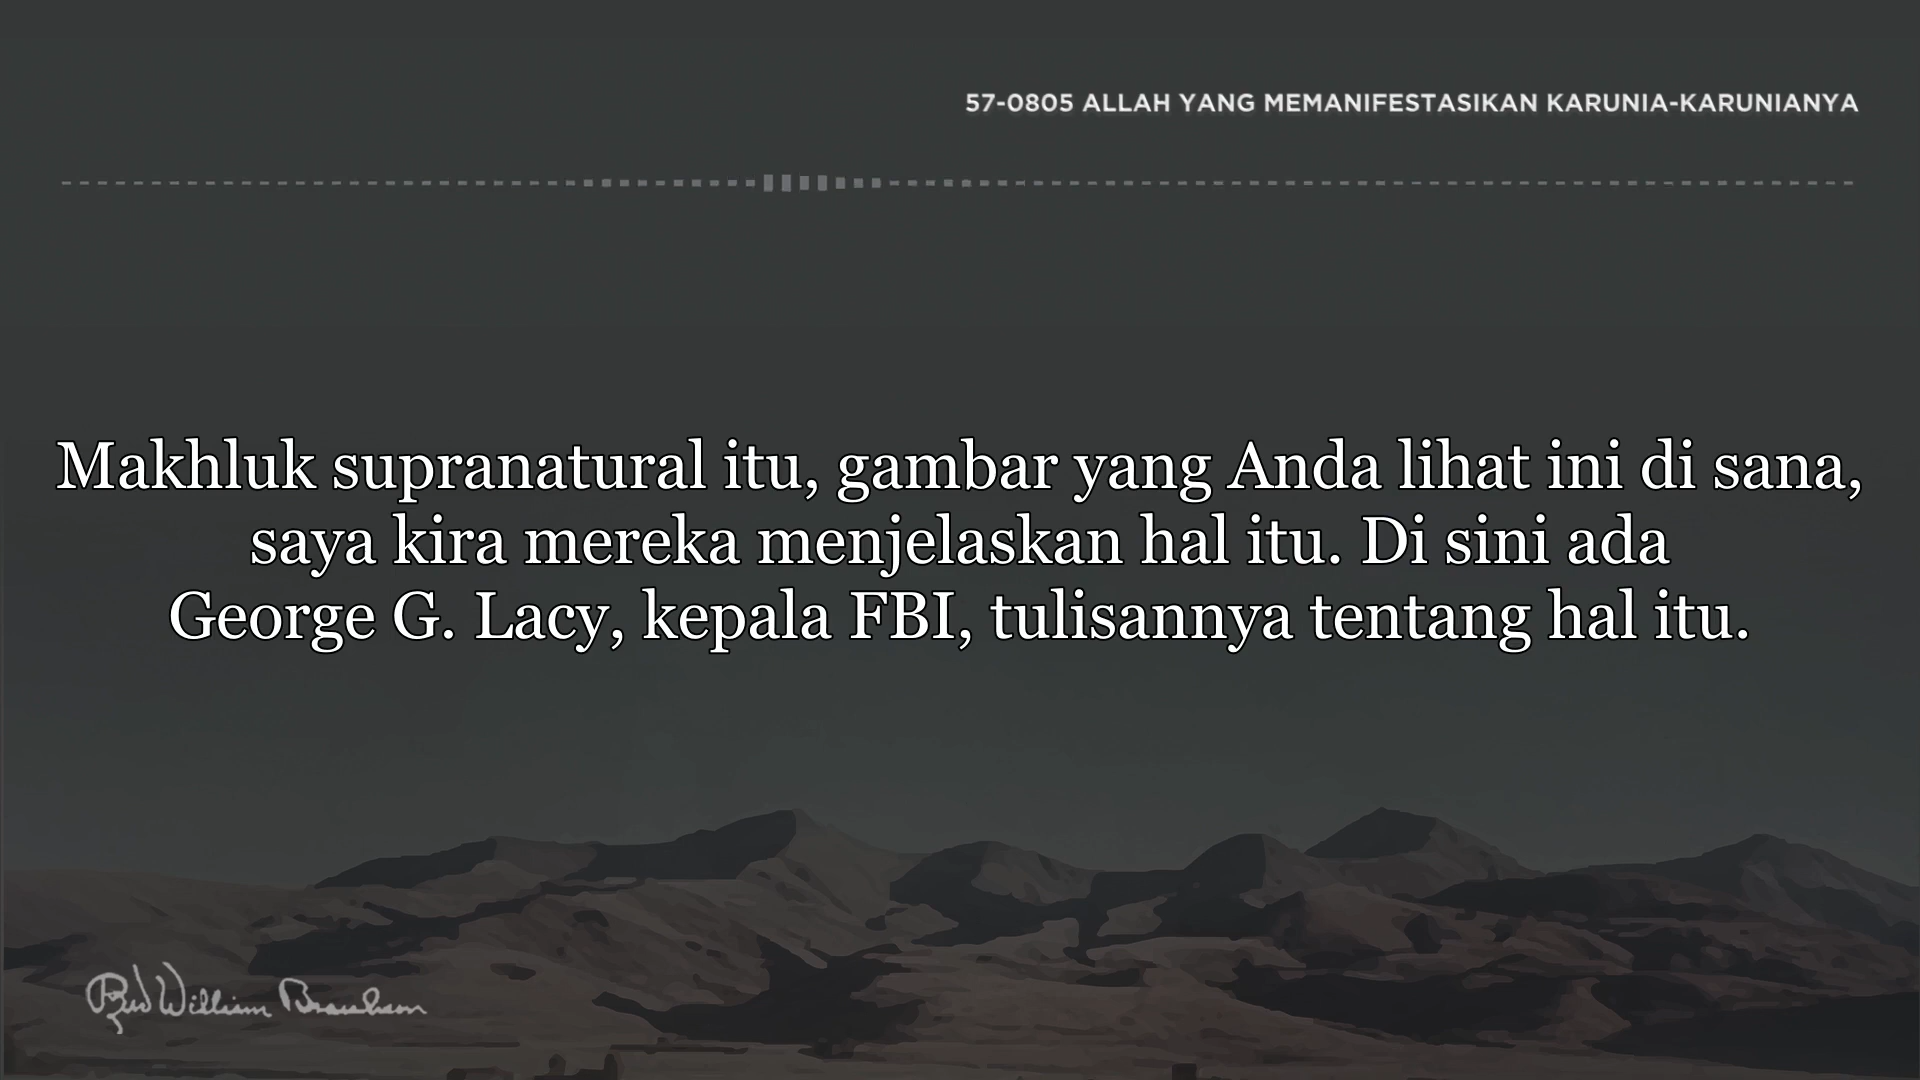 57-0805 ALLAH YANG MEMANIFESTASIKAN KARUNIA-KARUNIANYA
Makhluk supranatural itu, gambar yang Anda lihat ini di sana,
saya kira mereka menjelaskan hal itu. Di sini ada
George G. Lacy, kepala FBI, tulisannya tentang hal itu.
Rev William Branham